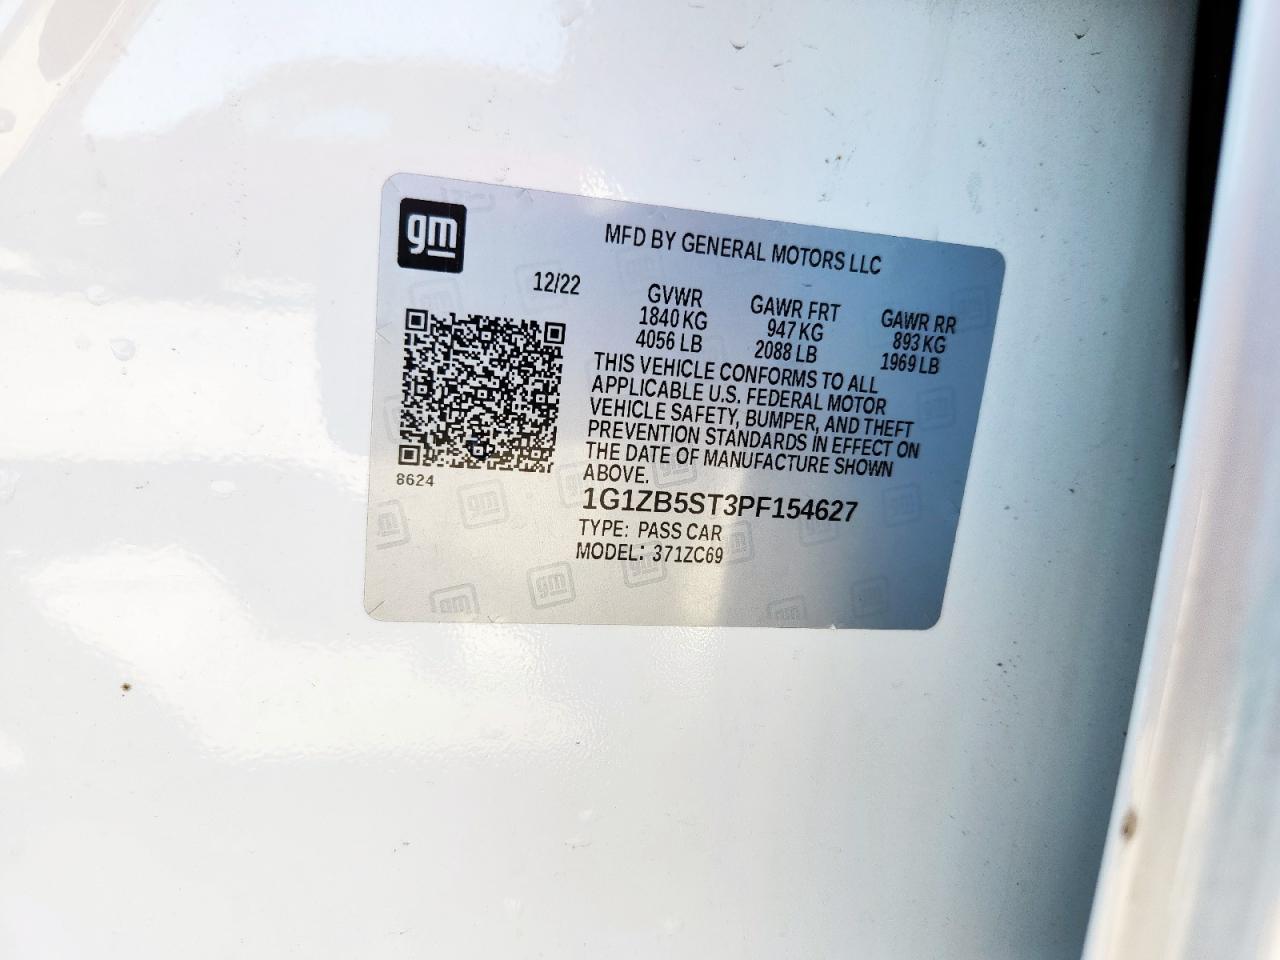 gm
MFD BY GENERAL MOTORS LLC
12/22
GVWR GAWR FRT GAWR RR
1840 KG 947 KG 893 KG
4056 LB 2088 LB 1969 LB
THIS VEHICLE CONFORMS TO ALL
APPLICABLE U.S. FEDERAL MOTOR
VEHICLE SAFETY, BUMPER, AND THEFT
PREVENTION STANDARDS IN EFFECT ON
THE DATE OF MANUFACTURE SHOWN
ABOVE.
8624
1G1ZB5ST3PF154627
TYPE: PASS CAR
MODEL: 371ZC69